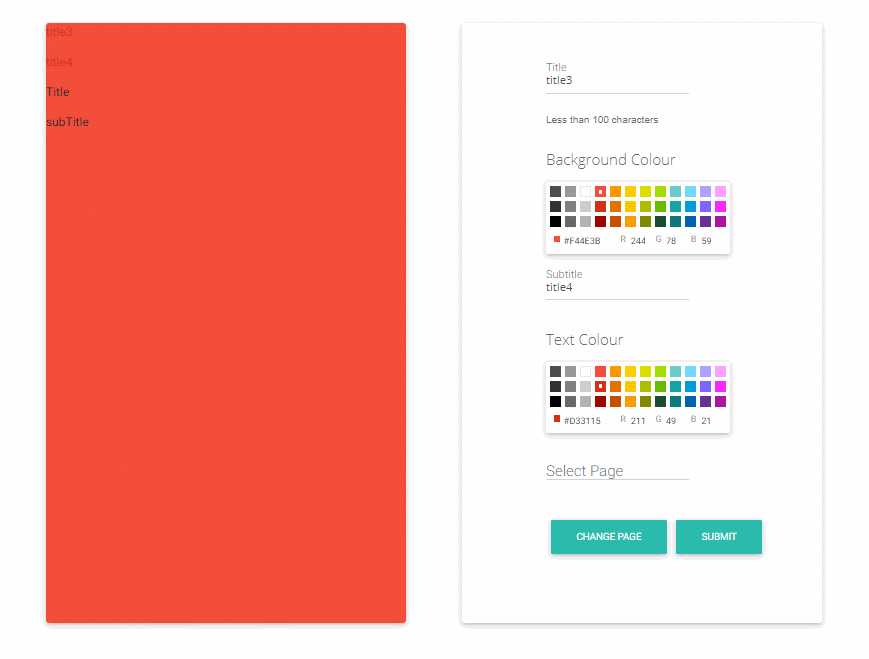 title3
title4
Title
subTitle
Title
title3
Less than 100 characters
Background Colour
#F44E3B R 244 G 78 B 59
Subtitle
title4
Text Colour
#D33115 R 211 G 49 B 21
Select Page
CHANGE PAGE SUBMIT